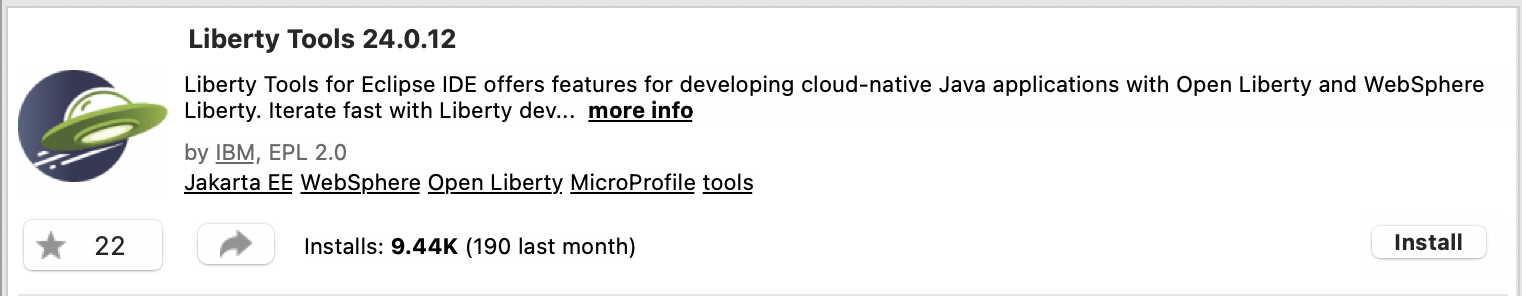 Liberty Tools 24.0.12
Liberty Tools for Eclipse IDE offers features for developing cloud-native Java applications with Open Liberty and WebSphere
Liberty. Iterate fast with Liberty dev... more info
by IBM, EPL 2.0
Jakarta EE WebSphere Open Liberty MicroProfile tools
22 Installs: 9.44K (190 last month) Install